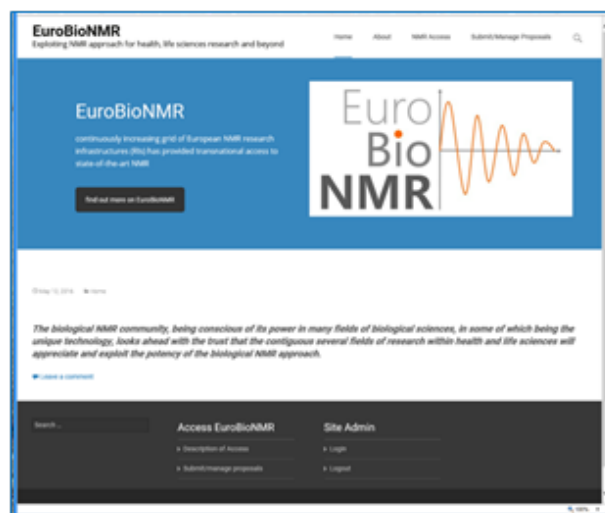 EuroBioNMR
Exploiting NMR approach for health, life sciences research and beyond
Home About NMR Access Submit/Manage Proposals
EuroBioNMR
continuously increasing grid of European NMR research
infrastructures (RIs) has provided transnational access to
state-of-the-art NMR
find out more on EuroBioNMR
Euro
Bio
NMR
May 12, 2016 Home
The biological NMR community, being conscious of its power in many fields of biological sciences, in some of which being the
unique technology, looks ahead with the trust that the contiguous several fields of research within health and life sciences will
appreciate and exploit the potency of the biological NMR approach.
Leave a comment
Search ...
Access EuroBioNMR
Description of Access
Submit/manage proposals
Site Admin
Login
Logout
100%